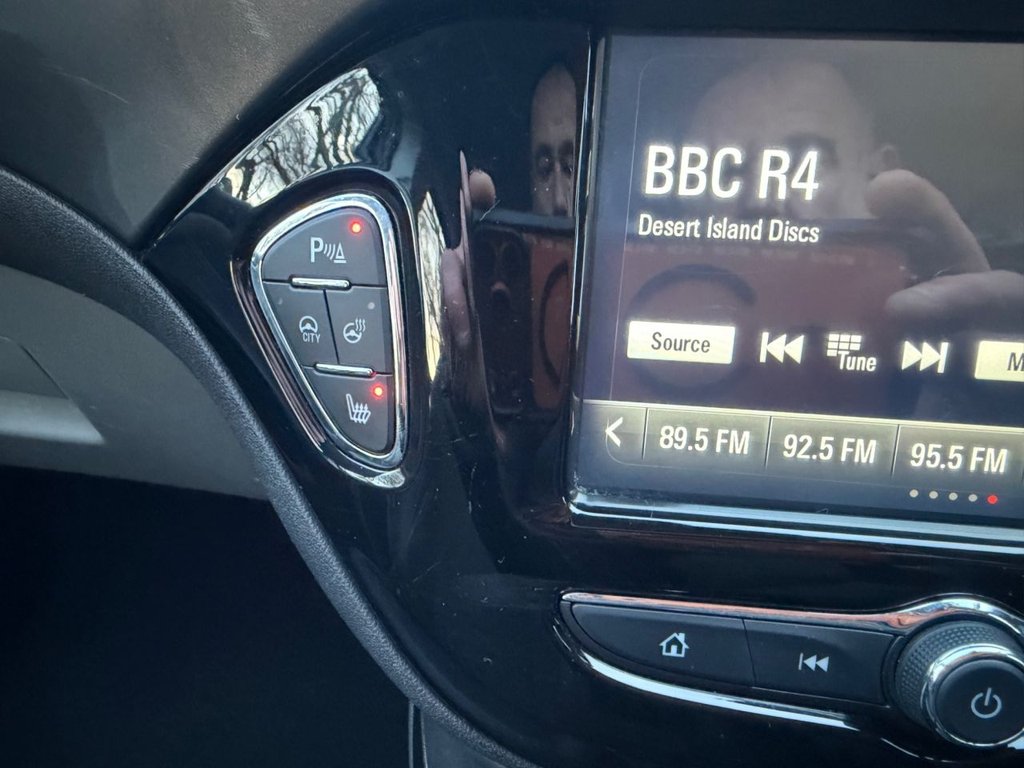 BBC R4
Desert Island Discs
P
CITY
Source
Tune
M
89.5 FM
92.5 FM
95.5 FM